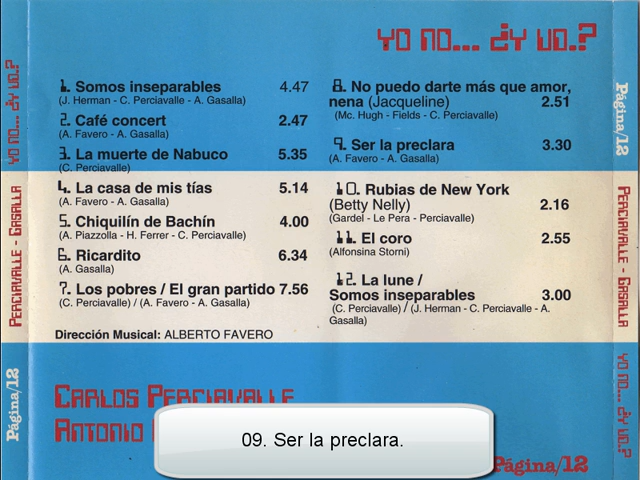 YO NO... ¿Y VO.?
1. Somos inseparables 4.47
(J. Herman - C. Perciavalle - A. Gasalla)
2. Café concert 2.47
(A. Favero - A. Gasalla)
3. La muerte de Nabuco 5.35
(C. Perciavalle)
4. La casa de mis tías 5.14
(A. Favero - A. Gasalla)
5. Chiquilín de Bachín 4.00
(A. Piazzolla - H. Ferrer - C. Perciavalle)
6. Ricardito 6.34
(A. Gasalla)
7. Los pobres / El gran partido 7.56
(C. Perciavalle) / (A. Favero - A. Gasalla)
8. No puedo darte más que amor,
nena (Jacqueline) 2.51
(Mc. Hugh - Fields - C. Perciavalle)
9. Ser la preclara 3.30
(A. Favero - A. Gasalla)
10. Rubias de New York
(Betty Nelly) 2.16
(Gardel - Le Pera - Perciavalle)
11. El coro 2.55
(Alfonsina Storni)
12. La lune /
Somos inseparables 3.00
(C. Perciavalle) / (J. Herman - C. Perciavalle - A.
Gasalla)
Dirección Musical: ALBERTO FAVERO
CARLOS PERCIAVALLE
ANTONIO
09. Ser la preclara.
Página/12
Página/12 PERCIAVALLE - GASALLA YO NO... ¿Y VO.?
Página/12 PERCIAVALLE - GASALLA YO NO... ¿Y VO.?